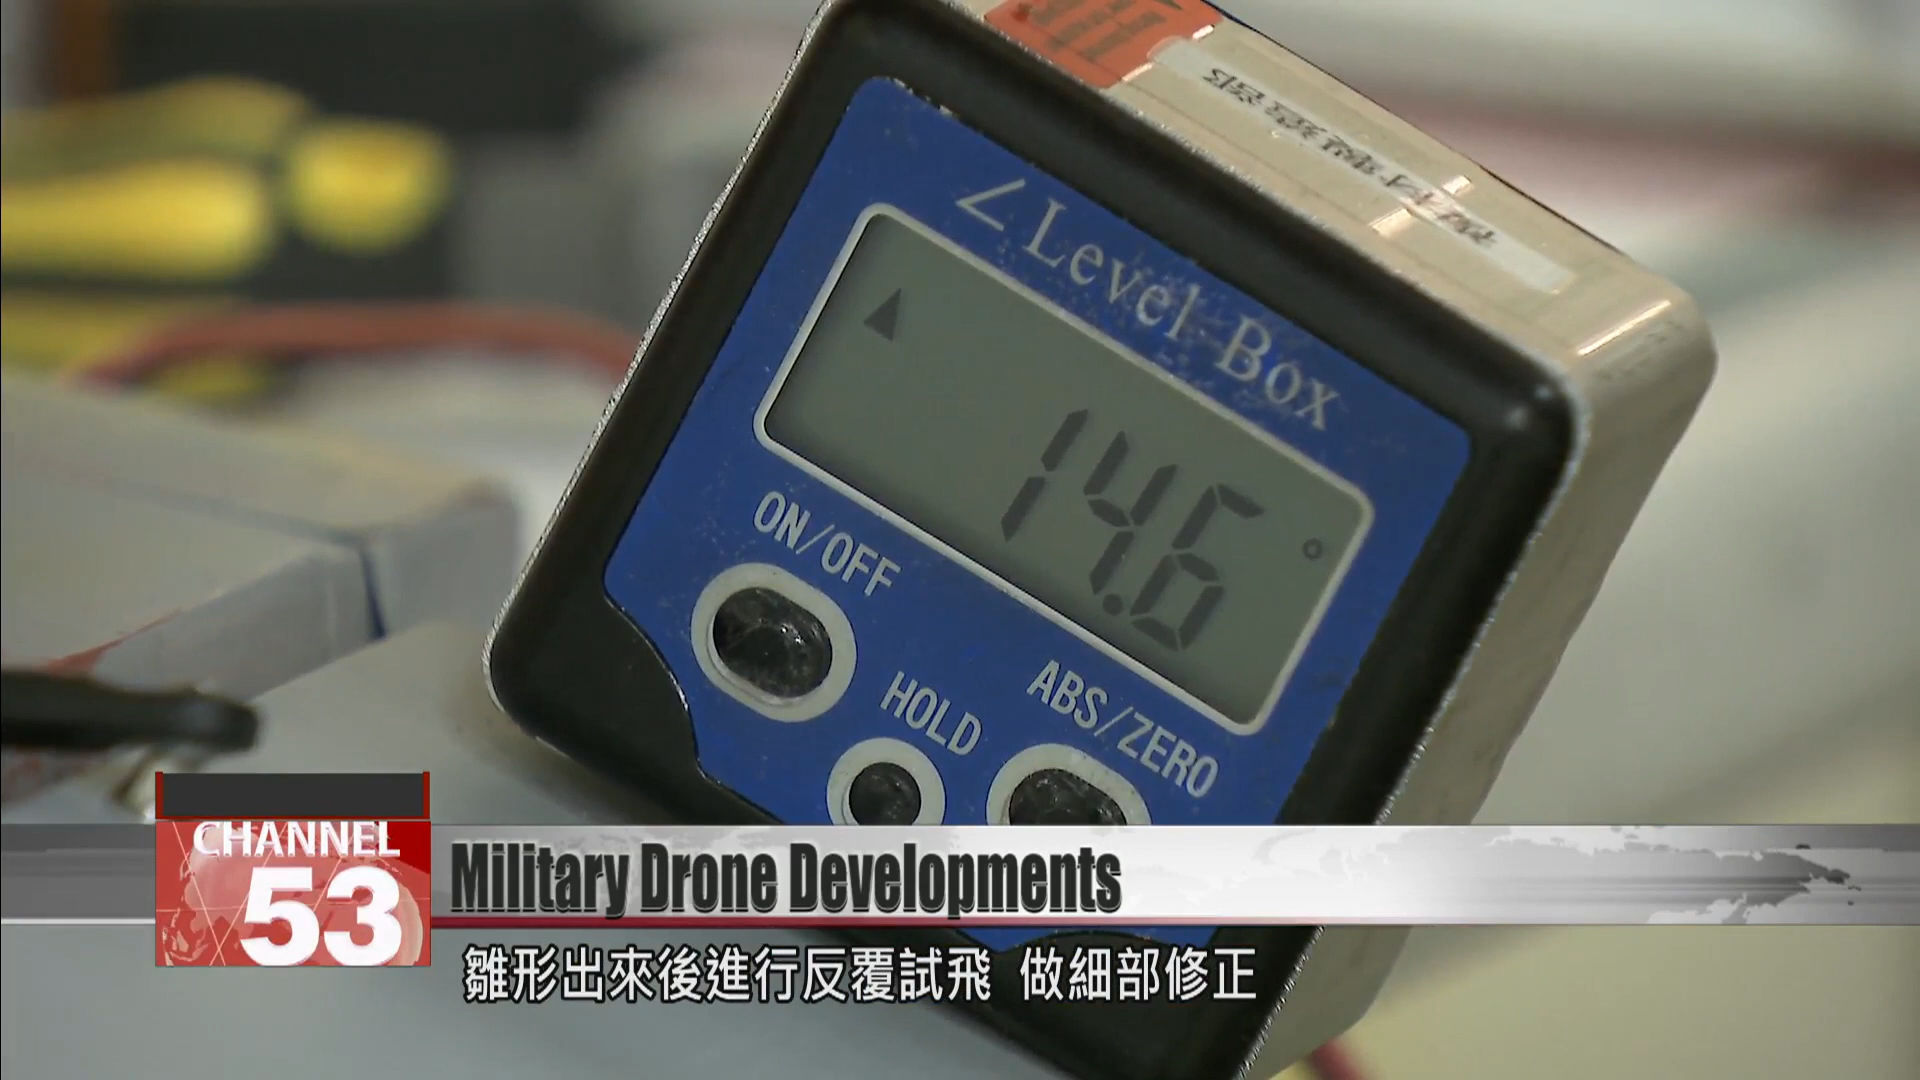 ∠Level Box
14.6°
ON/OFF
HOLD
ABS/ZERO
CHANNEL
53
Military Drone Developments
雛形出來後進行反覆試飛 做細部修正